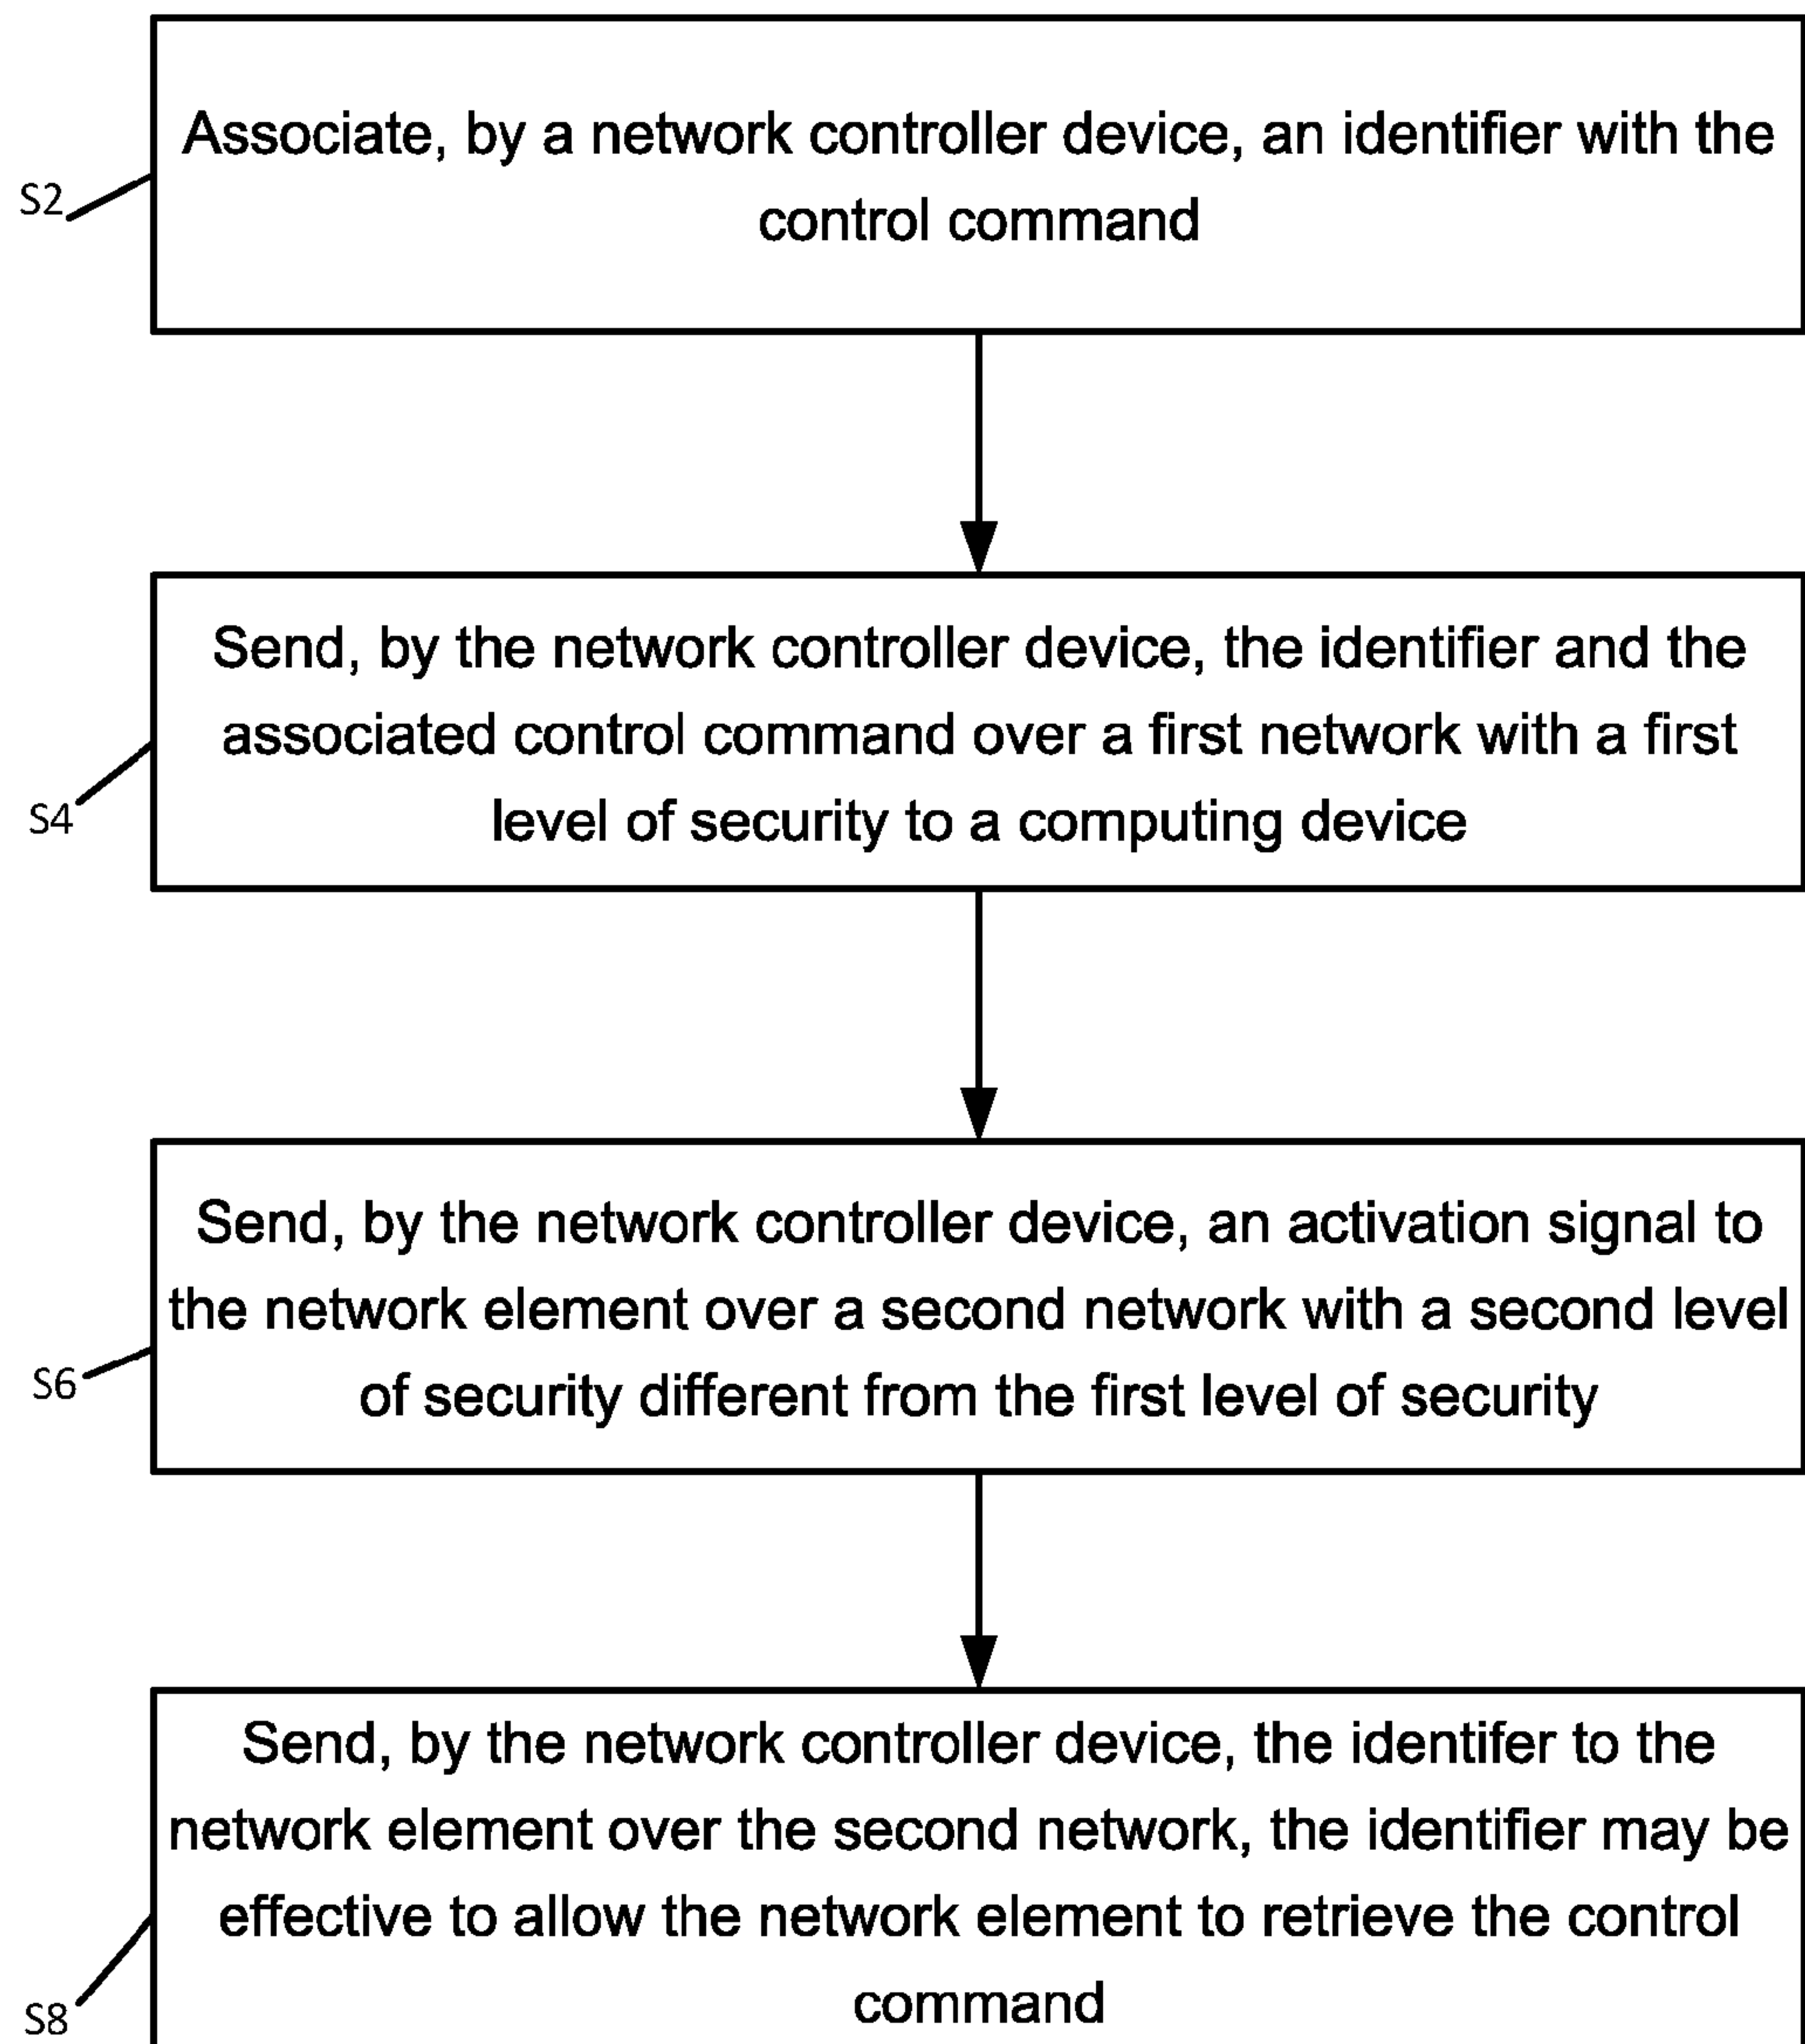 Associate, by a network controller device, an identifier with the
control command
S2
Send, by the network controller device, the identifier and the
associated control command over a first network with a first
level of security to a computing device
S4
Send, by the network controller device, an activation signal to
the network element over a second network with a second level
of security different from the first level of security
S6
Send, by the network controller device, the identifer to the
network element over the second network, the identifier may be
effective to allow the network element to retrieve the control
command
S8